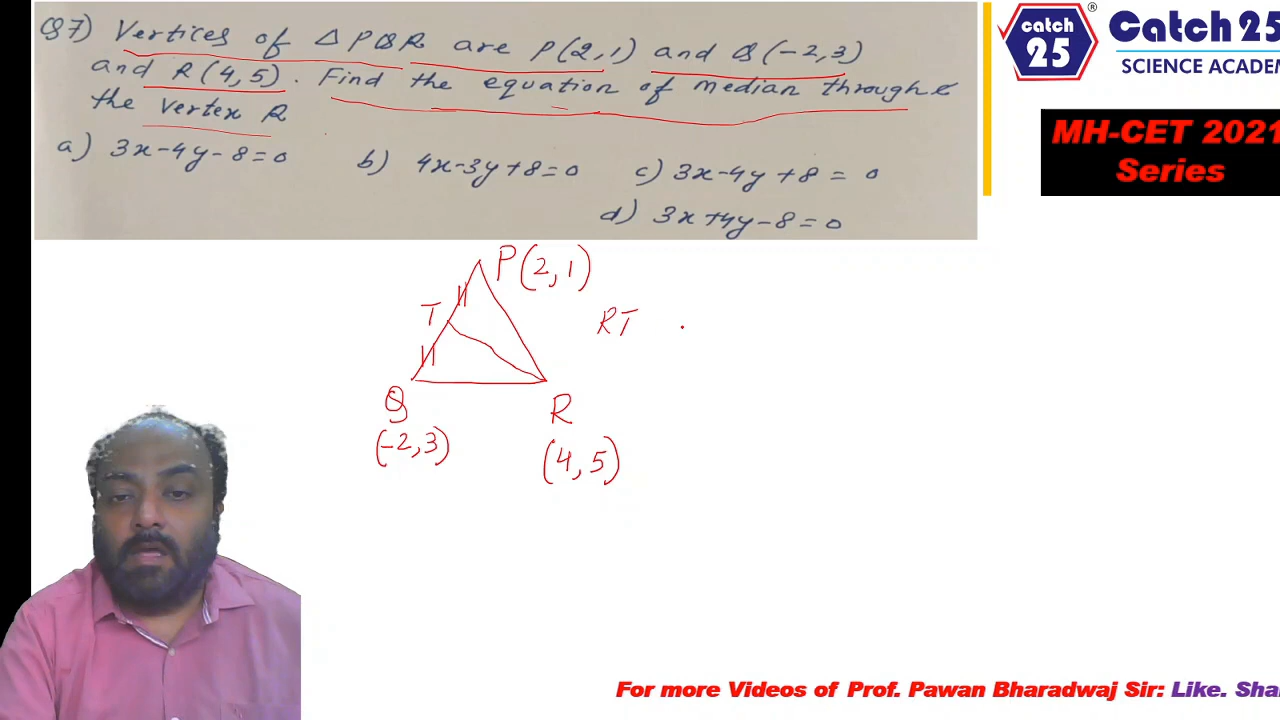 Q7) Vertices of △PQR are P(2,1) and Q(-2,3)
and R(4,5). Find the equation of median through
the vertex R
a) 3x-4y-8=0 b) 4x-3y+8=0 c) 3x-4y+8=0
d) 3x+4y-8=0
catch
25
®
Catch 25
SCIENCE ACADE
MH-CET 2021
Series
P(2,1)
T
RT
Q
R
(-2,3)
(4,5)
For more Videos of Prof. Pawan Bharadwaj Sir: Like. Sha